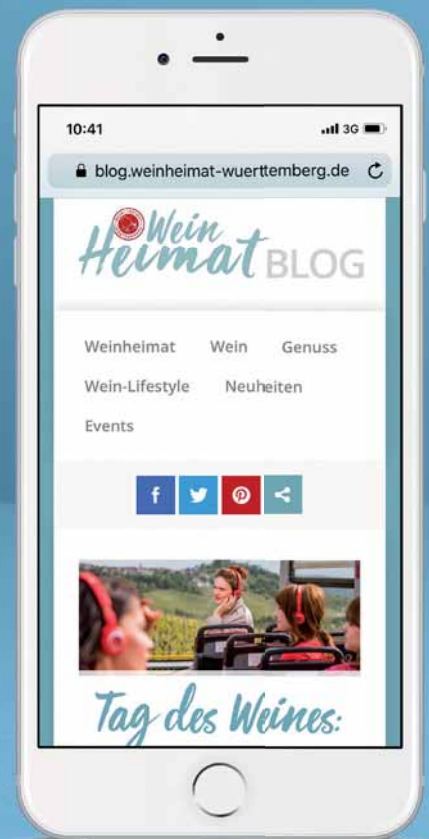 10:41 3G
blog.weinheimat-wuerttemberg.de
Wein
Heimat BLOG
Weinheimat Wein Genuss
Wein-Lifestyle Neuheiten
Events
Tag des Weines: